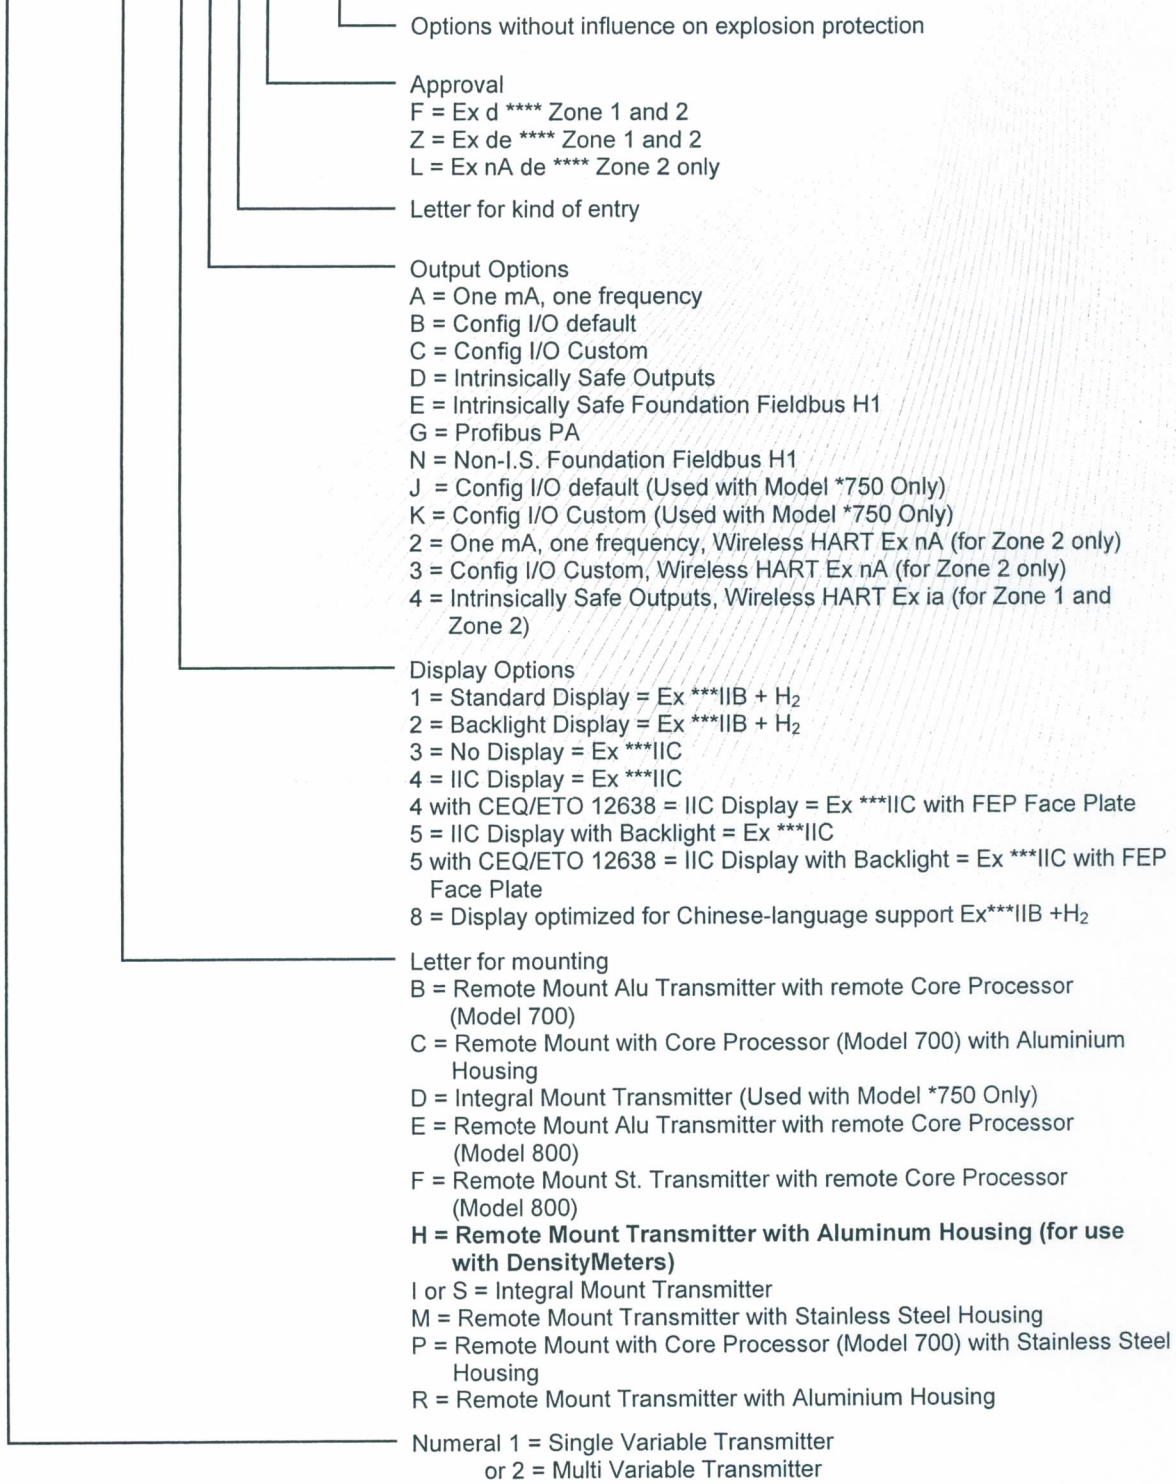 Options without influence on explosion protection
Approval
F = Ex d **** Zone 1 and 2
Z = Ex de **** Zone 1 and 2
L = Ex nA de **** Zone 2 only
Letter for kind of entry
Output Options
A = One mA, one frequency
B = Config I/O default
C = Config I/O Custom
D = Intrinsically Safe Outputs
E = Intrinsically Safe Foundation Fieldbus H1
G = Profibus PA
N = Non-I.S. Foundation Fieldbus H1
J = Config I/O default (Used with Model *750 Only)
K = Config I/O Custom (Used with Model *750 Only)
2 = One mA, one frequency, Wireless HART Ex nA (for Zone 2 only)
3 = Config I/O Custom, Wireless HART Ex nA (for Zone 2 only)
4 = Intrinsically Safe Outputs, Wireless HART Ex ia (for Zone 1 and
Zone 2)
Display Options
1 = Standard Display = Ex ***IIB + H₂
2 = Backlight Display = Ex ***IIB + H₂
3 = No Display = Ex ***IIC
4 = IIC Display = Ex ***IIC
4 with CEQ/ETO 12638 = IIC Display = Ex ***IIC with FEP Face Plate
5 = IIC Display with Backlight = Ex ***IIC
5 with CEQ/ETO 12638 = IIC Display with Backlight = Ex ***IIC with FEP
Face Plate
8 = Display optimized for Chinese-language support Ex***IIB +H₂
Letter for mounting
B = Remote Mount Alu Transmitter with remote Core Processor
(Model 700)
C = Remote Mount with Core Processor (Model 700) with Aluminium
Housing
D = Integral Mount Transmitter (Used with Model *750 Only)
E = Remote Mount Alu Transmitter with remote Core Processor
(Model 800)
F = Remote Mount St. Transmitter with remote Core Processor
(Model 800)
H = Remote Mount Transmitter with Aluminum Housing (for use
with DensityMeters)
I or S = Integral Mount Transmitter
M = Remote Mount Transmitter with Stainless Steel Housing
P = Remote Mount with Core Processor (Model 700) with Stainless Steel
Housing
R = Remote Mount Transmitter with Aluminium Housing
Numeral 1 = Single Variable Transmitter
or 2 = Multi Variable Transmitter